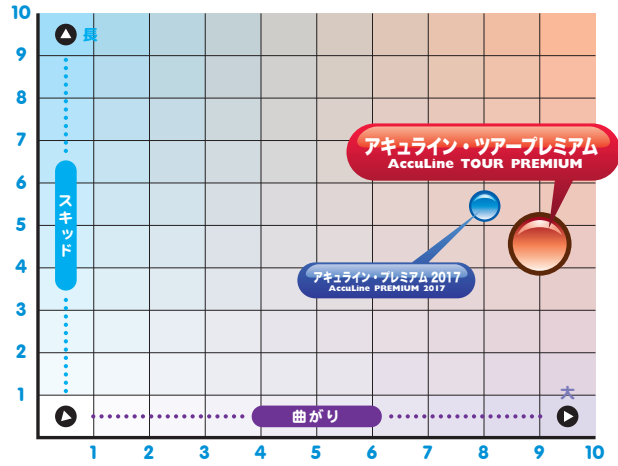 10
長
9
8
7
アキュライン・ツアープレミアム
AccuLine TOUR PREMIUM
6
スキッド
5
4
アキュライン・プレミアム 2017
AccuLine PREMIUM 2017
3
2
1
大
曲がり
1 2 3 4 5 6 7 8 9 10